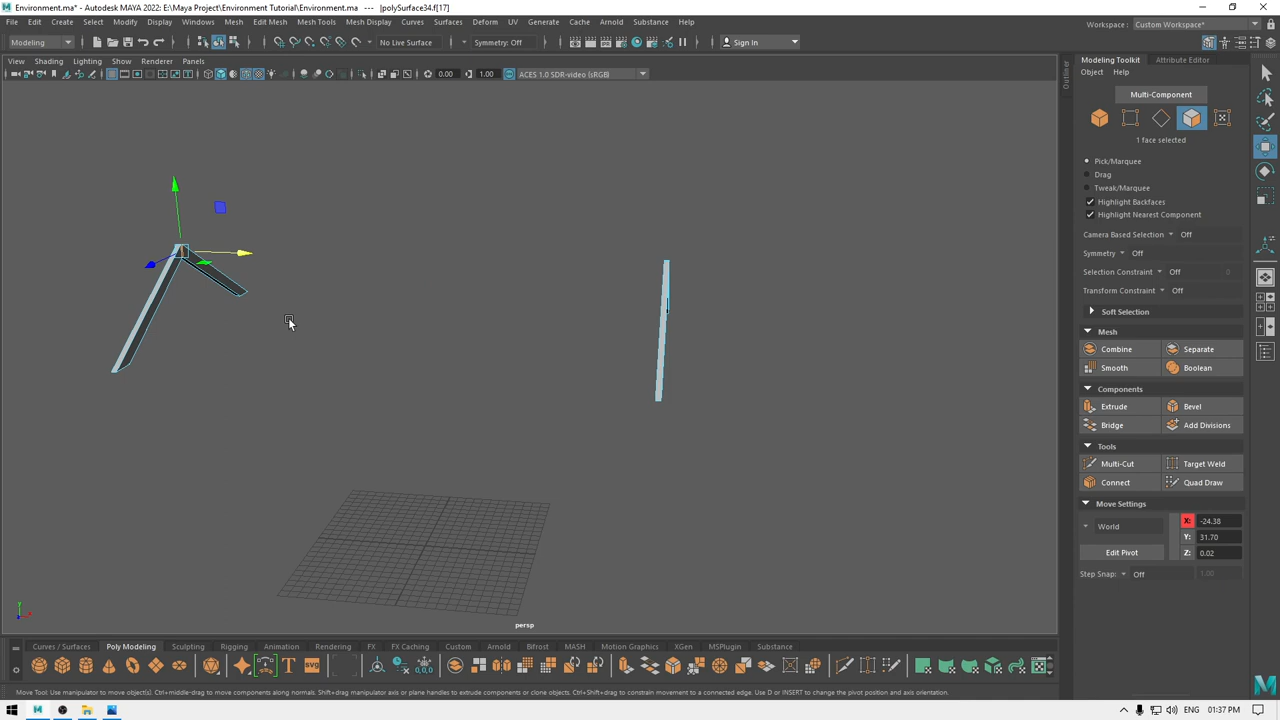 Environment.ma* - Autodesk MAYA 2022: E:\Maya Project\Environment Tutorial\Environment.ma --- |polySurface34.f[17]
File Edit Create Select Modify Display Windows Mesh Edit Mesh Mesh Tools Mesh Display Curves Surfaces Deform UV Generate Cache Arnold Substance Help
Workspace : Custom Workspace*
Modeling No Live Surface Symmetry: Off Sign In
View Shading Lighting Show Renderer Panels
0.00 1.00 ACES 1.0 SDR-video (sRGB)
persp
Outliner
Modeling Toolkit Attribute Editor
Object Help
Multi-Component
1 face selected
Pick/Marquee
Drag
Tweak/Marquee
Highlight Backfaces
Highlight Nearest Component
Camera Based Selection Off
Symmetry Off
Selection Constraint Off 0
Transform Constraint Off
Soft Selection
Mesh
Combine Separate
Smooth Boolean
Components
Extrude Bevel
Bridge Add Divisions
Tools
Multi-Cut Target Weld
Connect Quad Draw
Move Settings
X: -24.38
World Y: 31.70
Edit Pivot Z: 0.02
Step Snap: Off 1.00
Curves / Surfaces Poly Modeling Sculpting Rigging Animation Rendering FX FX Caching Custom Arnold Bifrost MASH Motion Graphics XGen MSPlugin Substance
T SVG 0,0,0
Move Tool: Use manipulator to move objects). Ctrl+middle-drag to move components along normals. Shift+drag manipulator axis or plane handles to extrude components or clone objects. Ctrl+Shift+drag to constrain movement to a connected edge. Use D or INSERT to change the pivot position and axis orientation.
ENG 01:37 PM